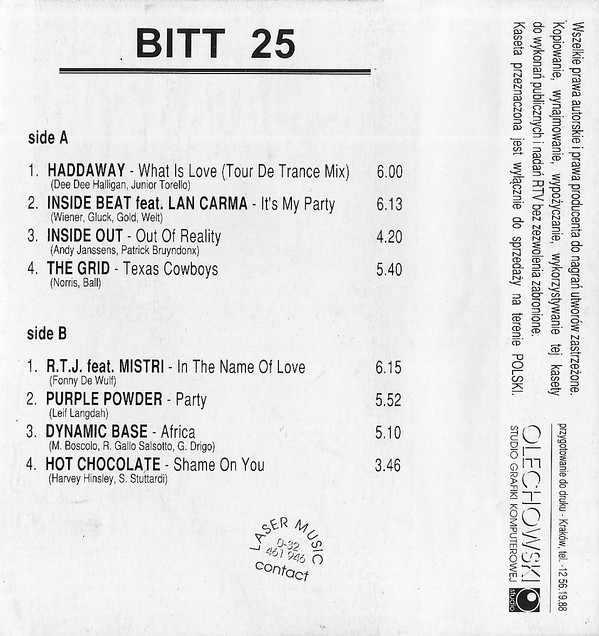 BITT 25
side A
1. HADDAWAY - What Is Love (Tour De Trance Mix) 6.00
(Dee Dee Halligan, Junior Torello)
2. INSIDE BEAT feat. LAN CARMA - It's My Party 6.13
(Wiener, Gluck, Gold, Welt)
3. INSIDE OUT - Out Of Reality 4.20
(Andy Janssens, Patrick Bruyndonx)
4. THE GRID - Texas Cowboys 5.40
(Norris, Ball)
side B
1. R.T.J. feat. MISTRI - In The Name Of Love 6.15
(Fonny De Wulf)
2. PURPLE POWDER - Party 5.52
(Leif Langdah)
3. DYNAMIC BASE - Africa 5.10
(M. Boscolo, R. Gallo Salsotto, G. Drigo)
4. HOT CHOCOLATE - Shame On You 3.46
(Harvey Hinsley, S. Stuttardi)
LASER MUSIC
0-32
461 946
contact
Wszelkie prawa autorskie i prawa producenta do nagrań utworów zastrzeżone.
Kopiowanie, wynajmowanie, wypożyczanie, wykorzystywanie tej kasety
do wykonań publicznych i nadań RTV bez zezwolenia zabronione.
Kaseta przeznaczona jest wyłącznie do sprzedaży na terenie POLSKI.
przygotowanie do druku - Kraków, tel. -12 56.19.88
OLECHOWSKI
STUDIO GRAFIKI KOMPUTEROWEJ
studio